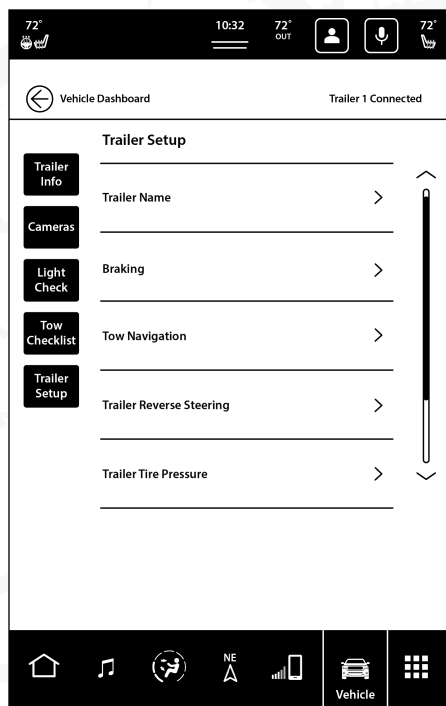 72°
10:32
72°
OUT
72°
Vehicle Dashboard
Trailer 1 Connected
Trailer Setup
Trailer
Info
Cameras
Light
Check
Tow
Checklist
Trailer
Setup
Trailer Name
Braking
Tow Navigation
Trailer Reverse Steering
Trailer Tire Pressure
NE
Vehicle